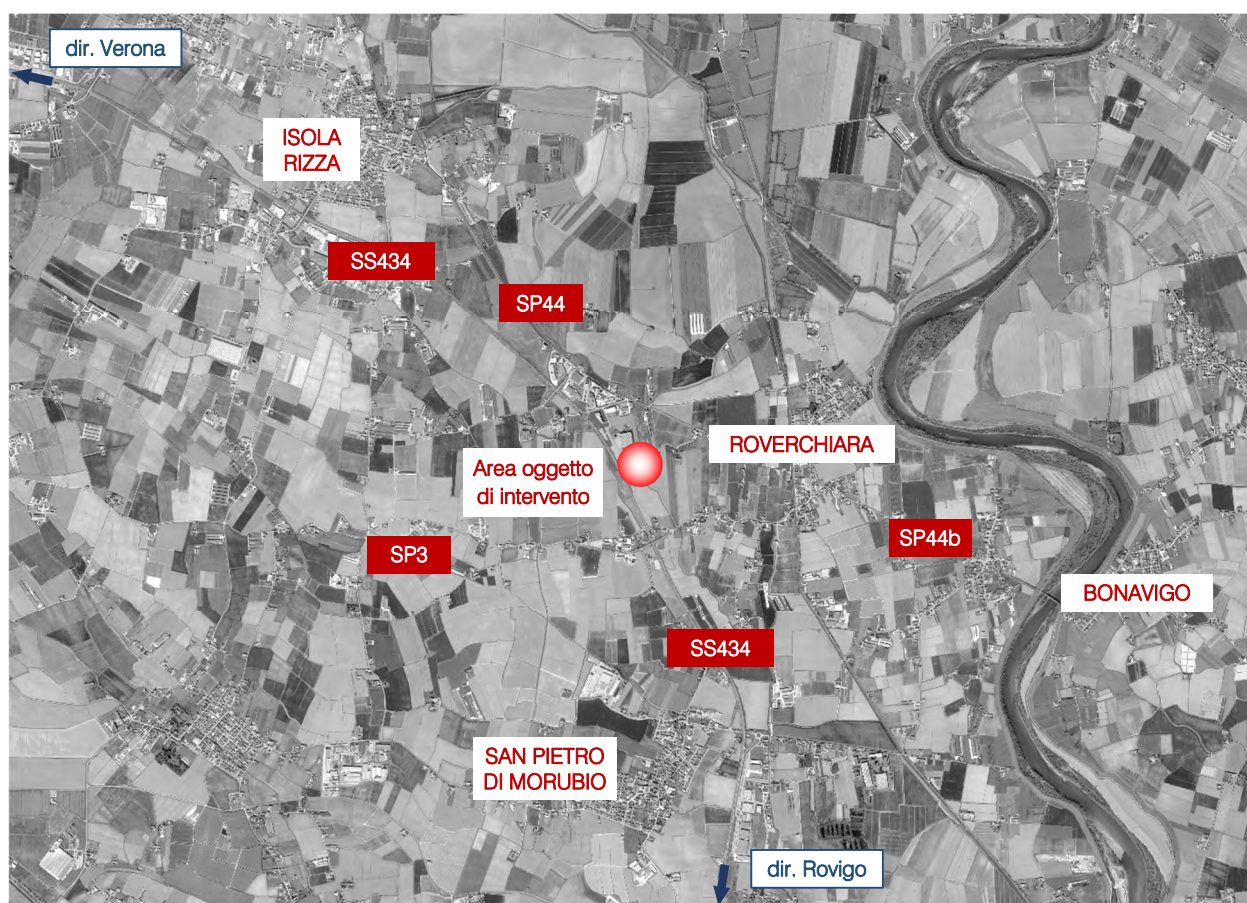 dir. Verona
ISOLA
RIZZA
SS434
SP44
ROVERCHIARA
Area oggetto
di intervento
SP44b
SP3
BONAVIGO
SS434
SAN PIETRO
DI MORUBIO
dir. Rovigo